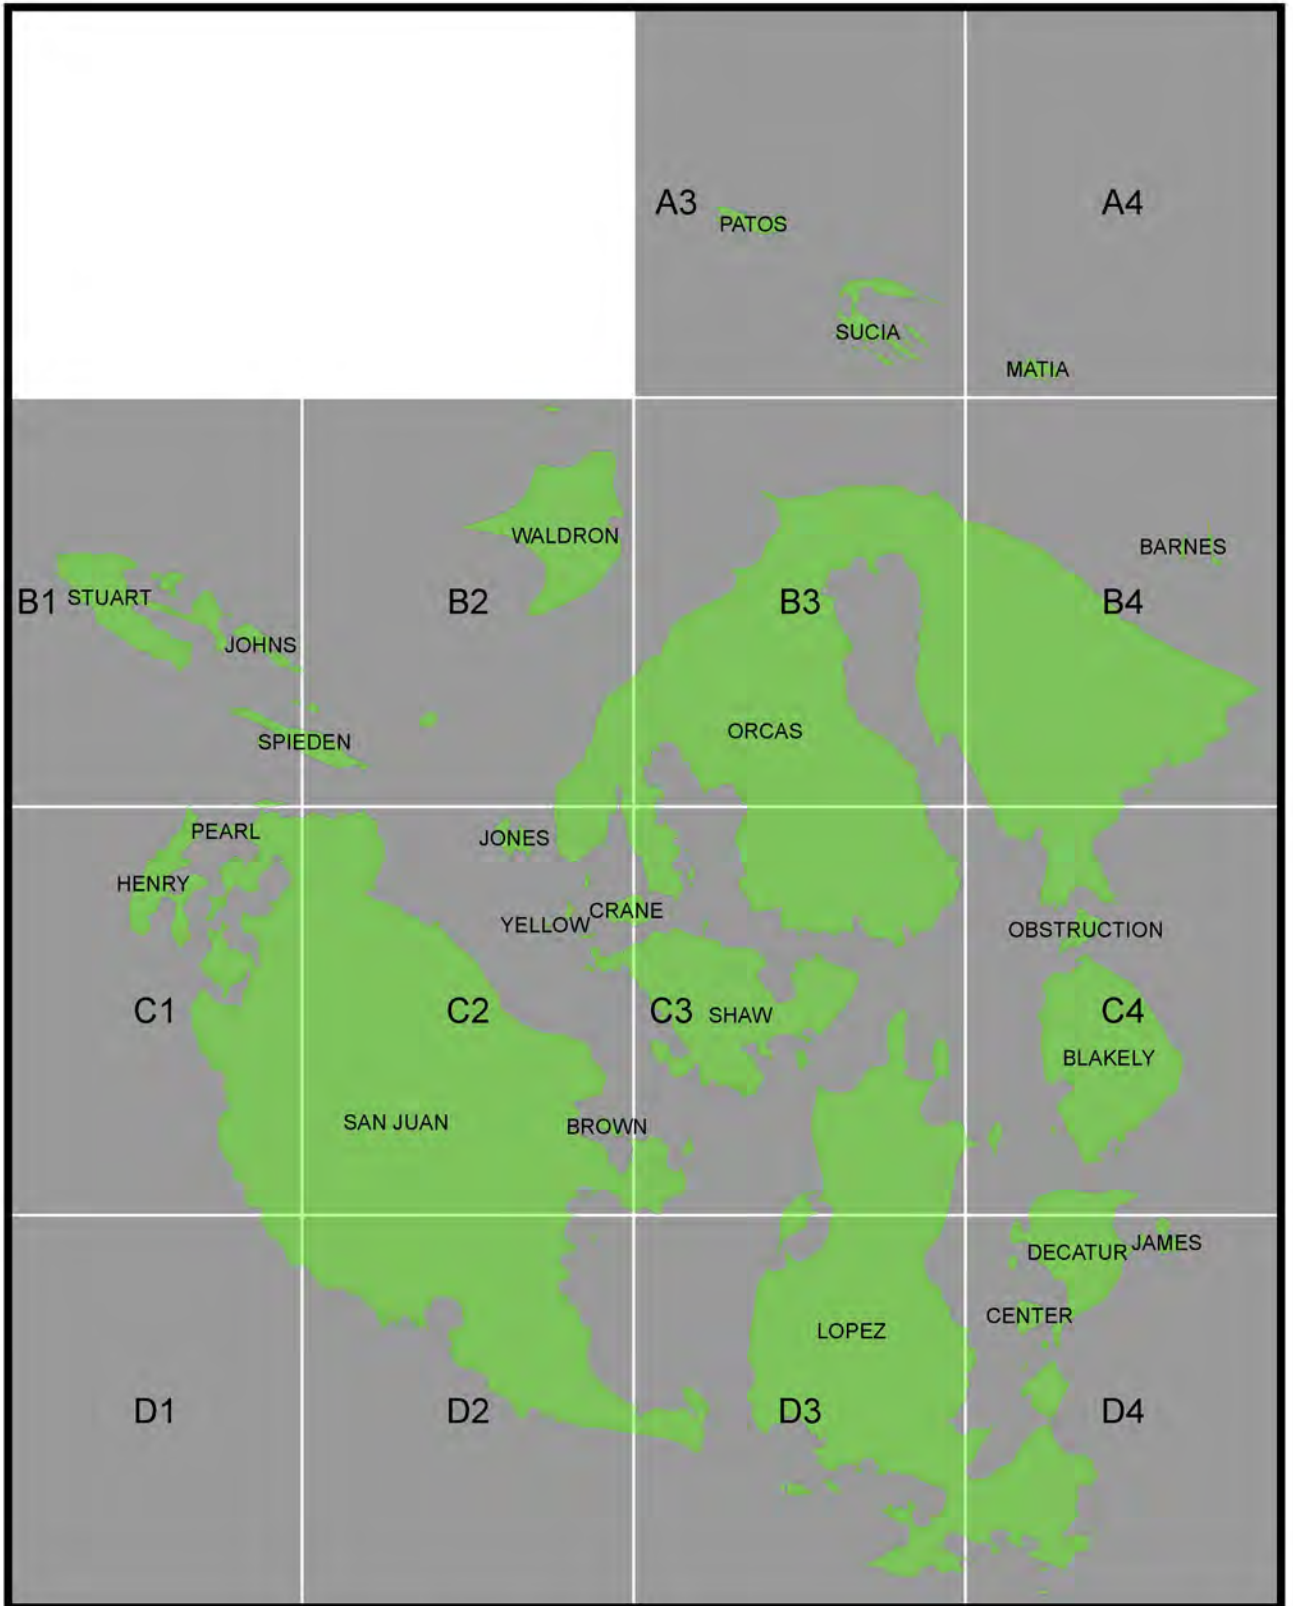 A3
A4
PATOS
SUCIA
MATIA
WALDRON
BARNES
B1
STUART
B2
B3
B4
JOHNS
ORCAS
SPIEDEN
PEARL
JONES
HENRY
CRANE
YELLOW
OBSTRUCTION
C1
C2
C3
SHAW
C4
BLAKELY
SAN JUAN
BROWN
DECATUR
JAMES
CENTER
LOPEZ
D1
D2
D3
D4